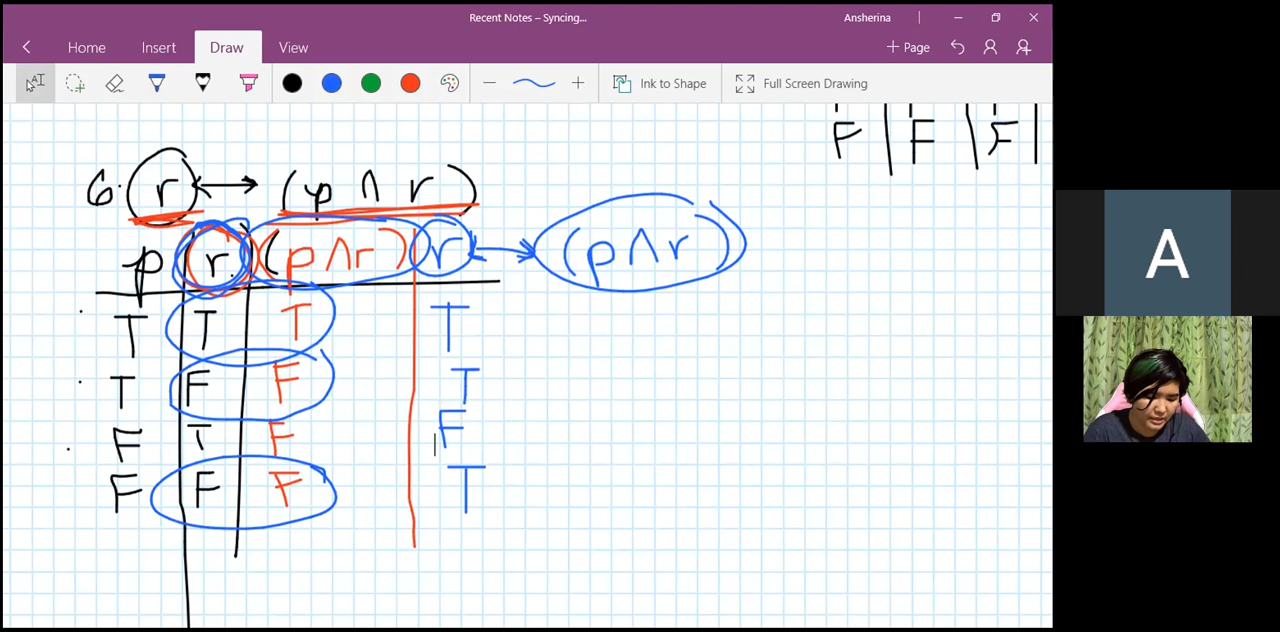 Recent Notes – Syncing...
Ansherina
Home Insert Draw View
Page
Ink to Shape
Full Screen Drawing
F | F | F |
6. r ↔ (p ∧ r)
p r (p ∧ r) r ↔ (p ∧ r)
T T T T
T F F T
F T F F
F F F T
A